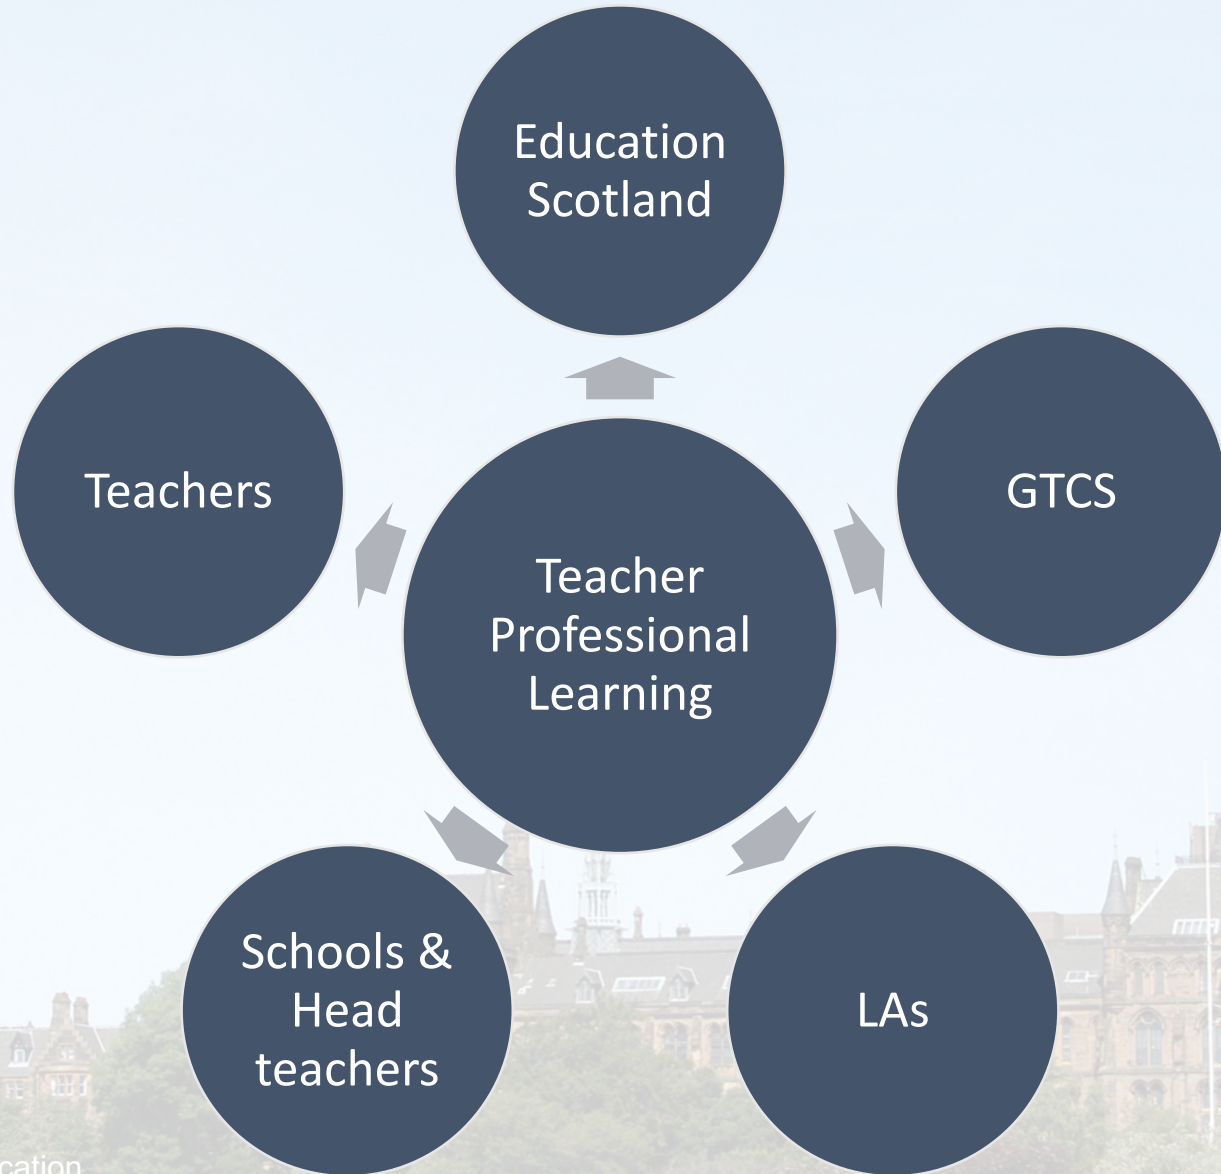 Education
Scotland
Teachers
GTCS
Teacher
Professional
Learning
Schools &
Head
teachers
LAs